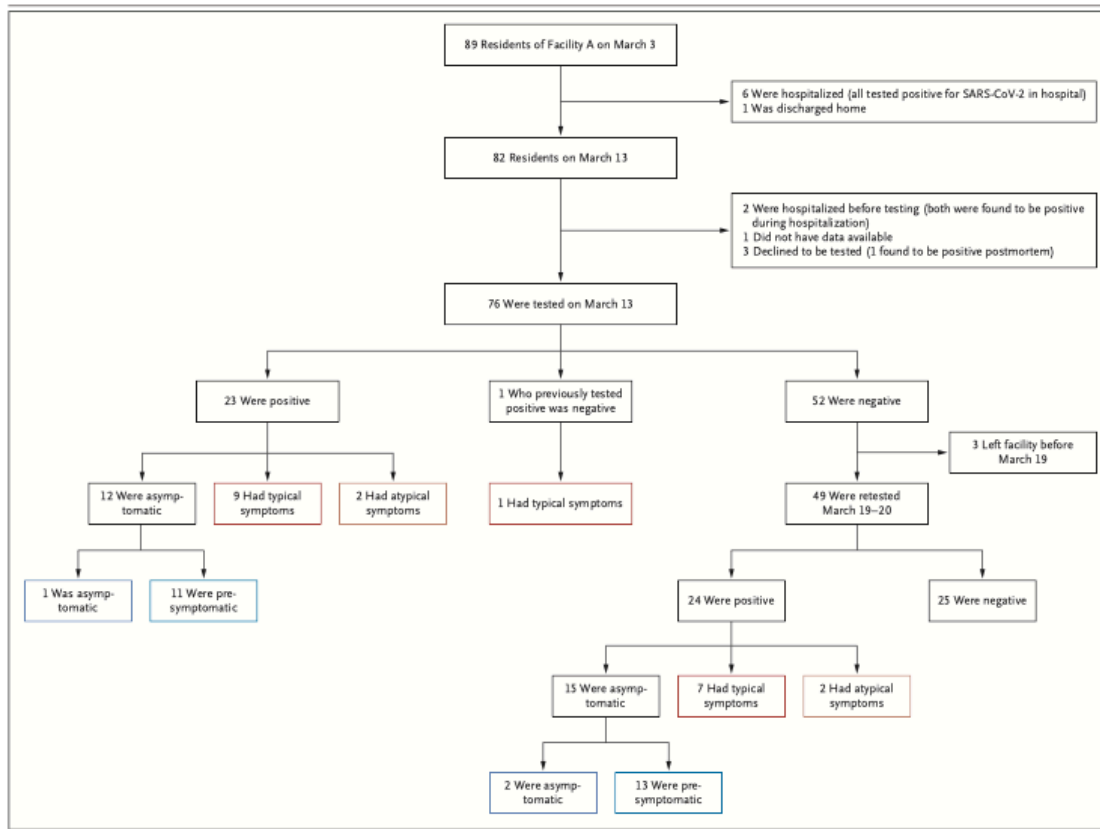 89 Residents of Facility A on March 3
6 Were hospitalized (all tested positive for SARS-CoV-2 in hospital)
1 Was discharged home
82 Residents on March 13
2 Were hospitalized before testing (both were found to be positive
during hospitalization)
1 Did not have data available
3 Declined to be tested (1 found to be positive postmortem)
76 Were tested on March 13
23 Were positive
1 Who previously tested
positive was negative
52 Were negative
3 Left facility before
March 19
12 Were asymp-
tomatic
9 Had typical
symptoms
2 Had atypical
symptoms
1 Had typical symptoms
49 Were retested
March 19–20
1 Was asymp-
tomatic
11 Were pre-
symptomatic
24 Were positive
25 Were negative
15 Were asymp-
tomatic
7 Had typical
symptoms
2 Had atypical
symptoms
2 Were asymp-
tomatic
13 Were pre-
symptomatic